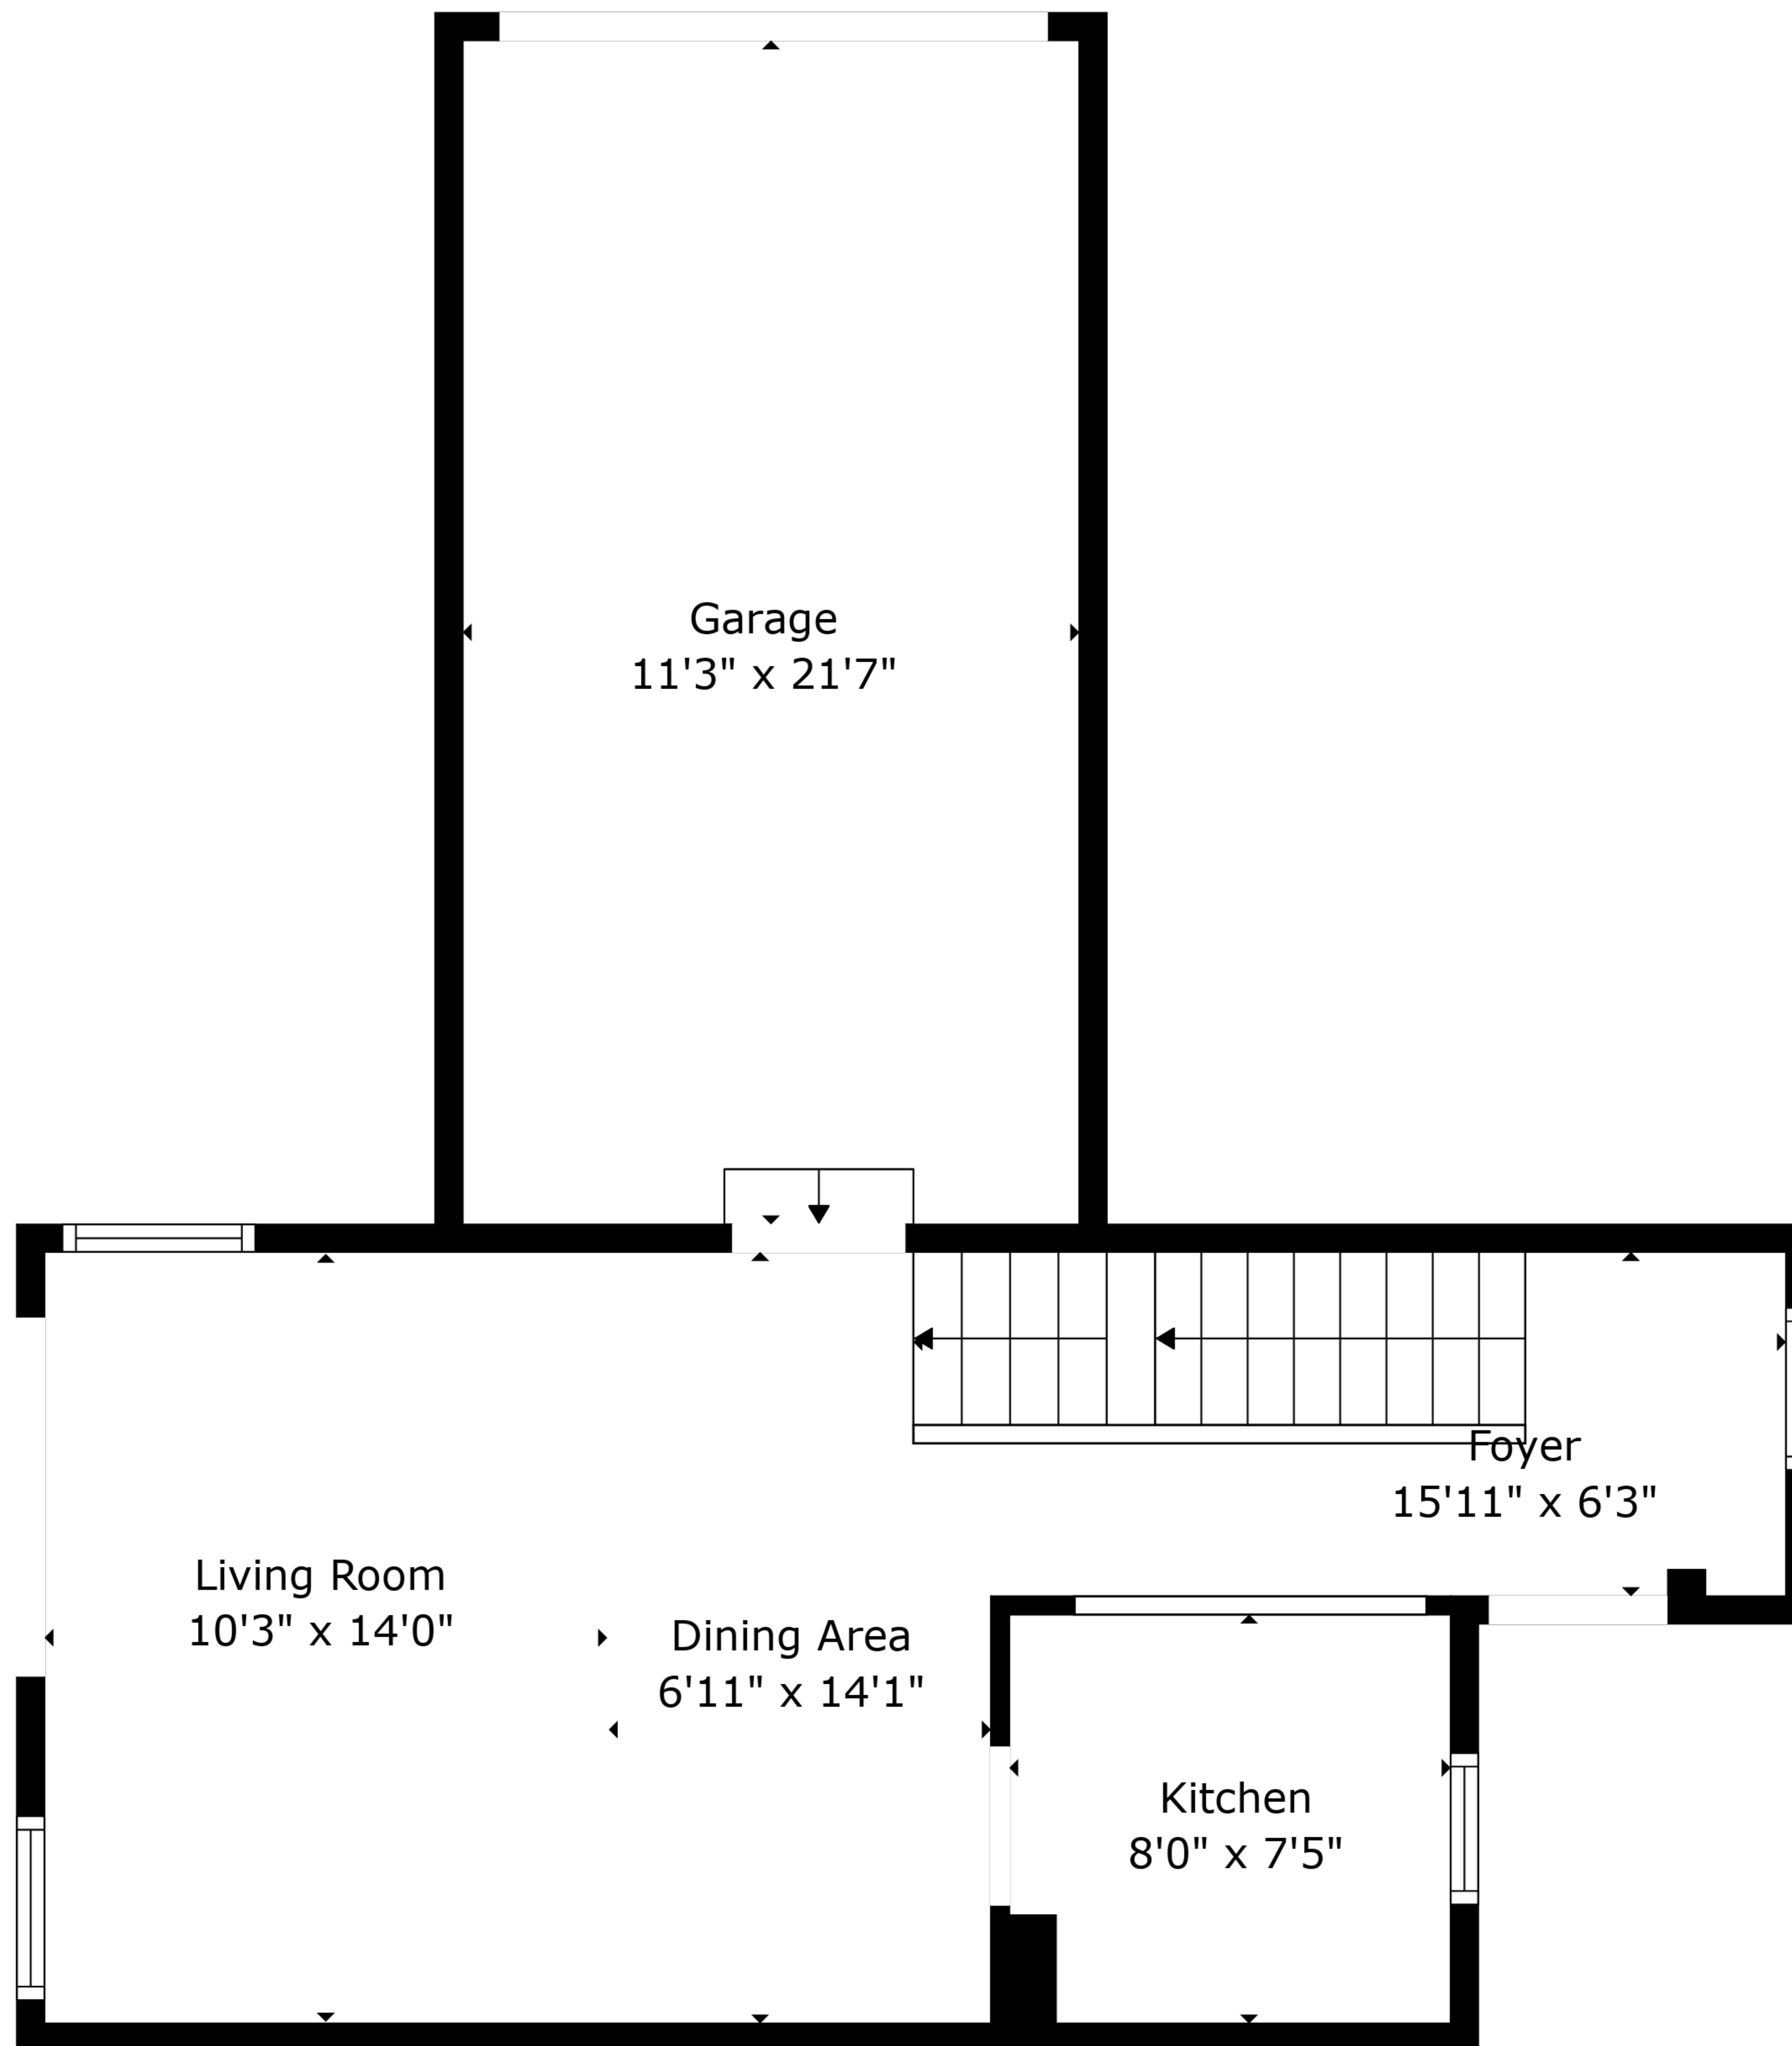 Garage
11'3" x 21'7"
Foyer
15'11" x 6'3"
Living Room
10'3" x 14'0"
Dining Area
6'11" x 14'1"
Kitchen
8'0" x 7'5"